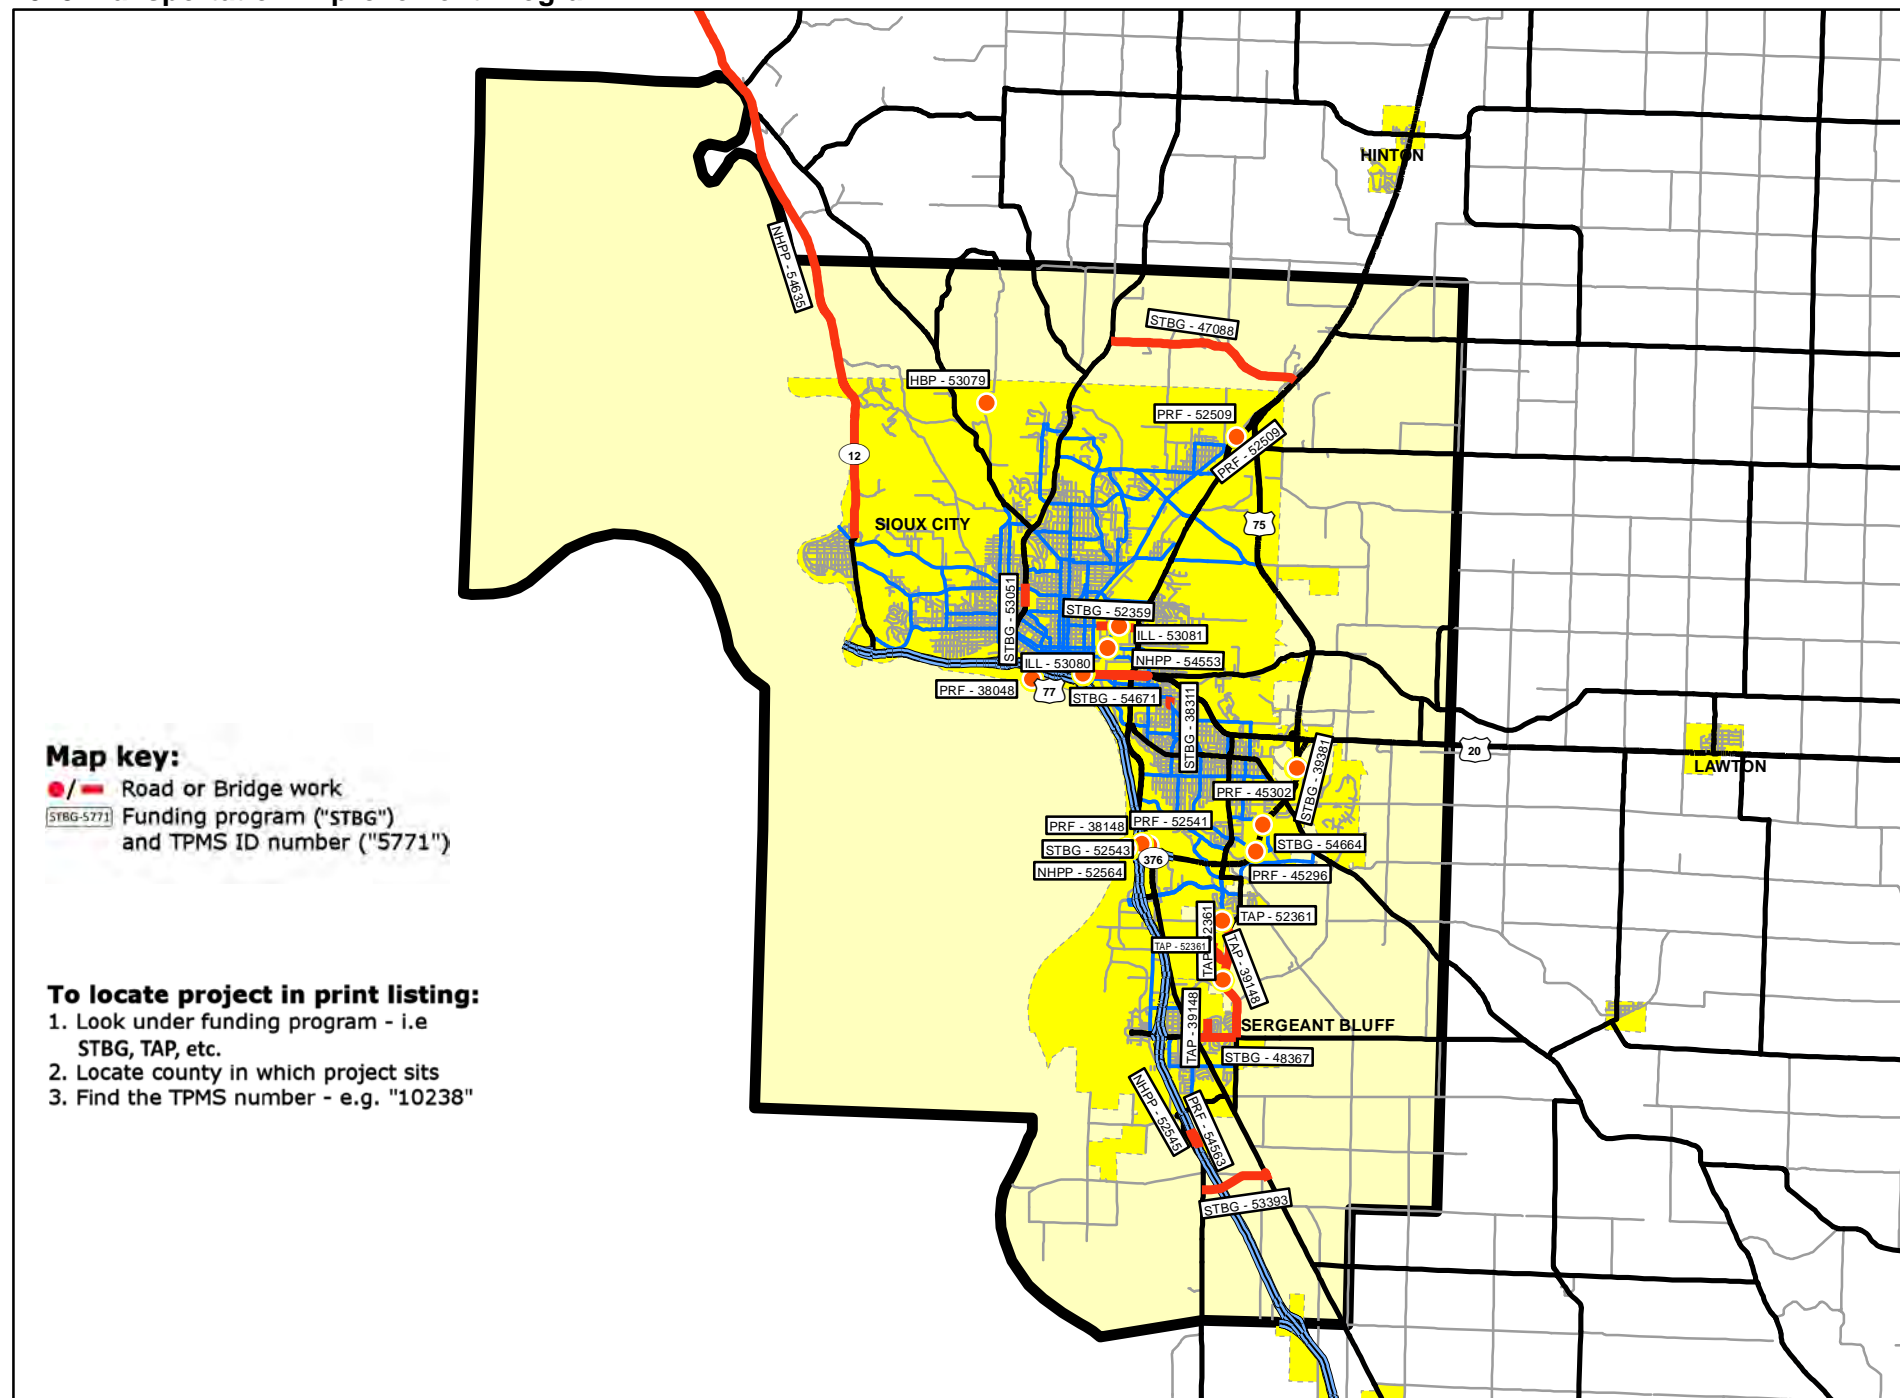 HINTON
NHPP - 54635
STBG - 47088
HBP - 53079
PRF - 52509
PRF - 52509
12
SIOUX CITY
75
STBG - 53051
STBG - 52359
ILL - 53081
ILL - 53080
NHPP - 54553
PRF - 38048
77
STBG - 54671
STBG - 38311
20
LAWTON
STBG - 39381
PRF - 45302
PRF - 38148
PRF - 52541
STBG - 52543
STBG - 54664
376
NHPP - 52564
PRF - 45296
TAP - 52361
TAP - 52361
TAP - 39148
TAP - 39148
SERGEANT BLUFF
STBG - 48367
NHPP - 52545
PRF - 54563
STBG - 53393
Map key:
/ Road or Bridge work
STBG-5771 Funding program ("STBG")
and TPMS ID number ("5771")
To locate project in print listing:
1. Look under funding program - i.e
STBG, TAP, etc.
2. Locate county in which project sits
3. Find the TPMS number - e.g. "10238"